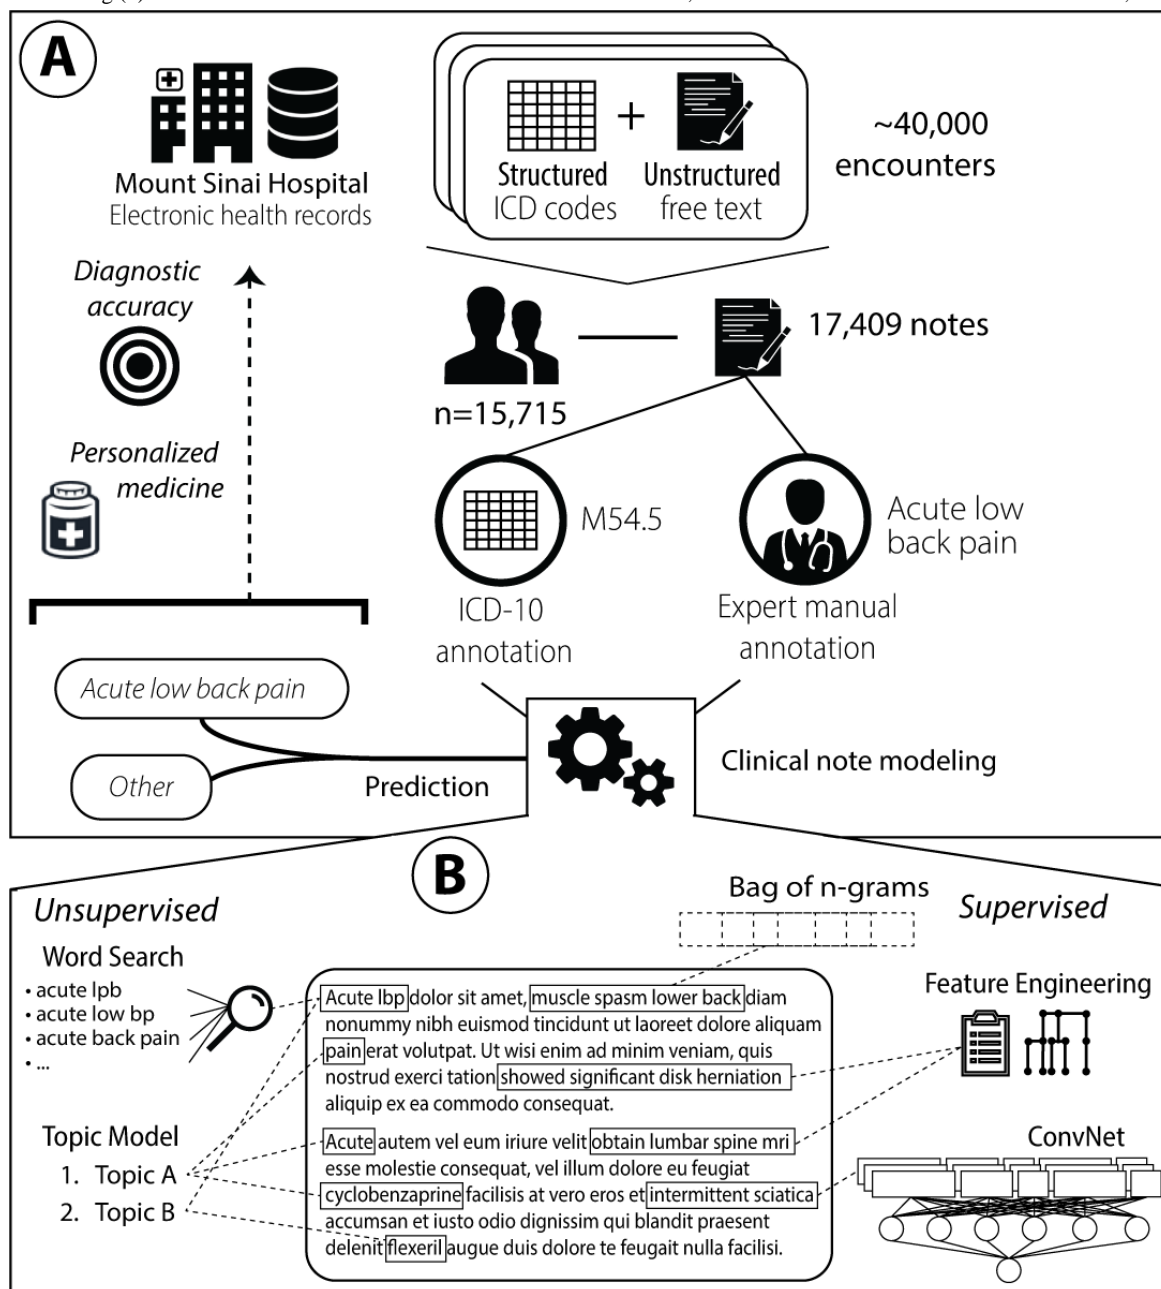 A
Mount Sinai Hospital
Electronic health records
Structured
ICD codes
+
Unstructured
free text
~40,000
encounters
Diagnostic
accuracy
Personalized
medicine
n=15,715
17,409 notes
M54.5
ICD-10
annotation
Acute low
back pain
Expert manual
annotation
Acute low back pain
Other
Prediction
Clinical note modeling
B
Unsupervised
Word Search
• acute lpb
• acute low bp
• acute back pain
• ...
Topic Model
1. Topic A
2. Topic B
Bag of n-grams
Supervised
Feature Engineering
ConvNet
Acute lbp dolor sit amet, muscle spasm lower back diam
nonummy nibh euismod tincidunt ut laoreet dolore aliquam
pain erat volutpat. Ut wisi enim ad minim veniam, quis
nostrud exerci tation showed significant disk herniation
aliquip ex ea commodo consequat.
Acute autem vel eum iriure velit obtain lumbar spine mri
esse molestie consequat, vel illum dolore eu feugiat
cyclobenzaprine facilisis at vero eros et intermittent sciatica
accumsan et iusto odio dignissim qui blandit praesent
delenit flexeril augue duis dolore te feugait nulla facilisi.